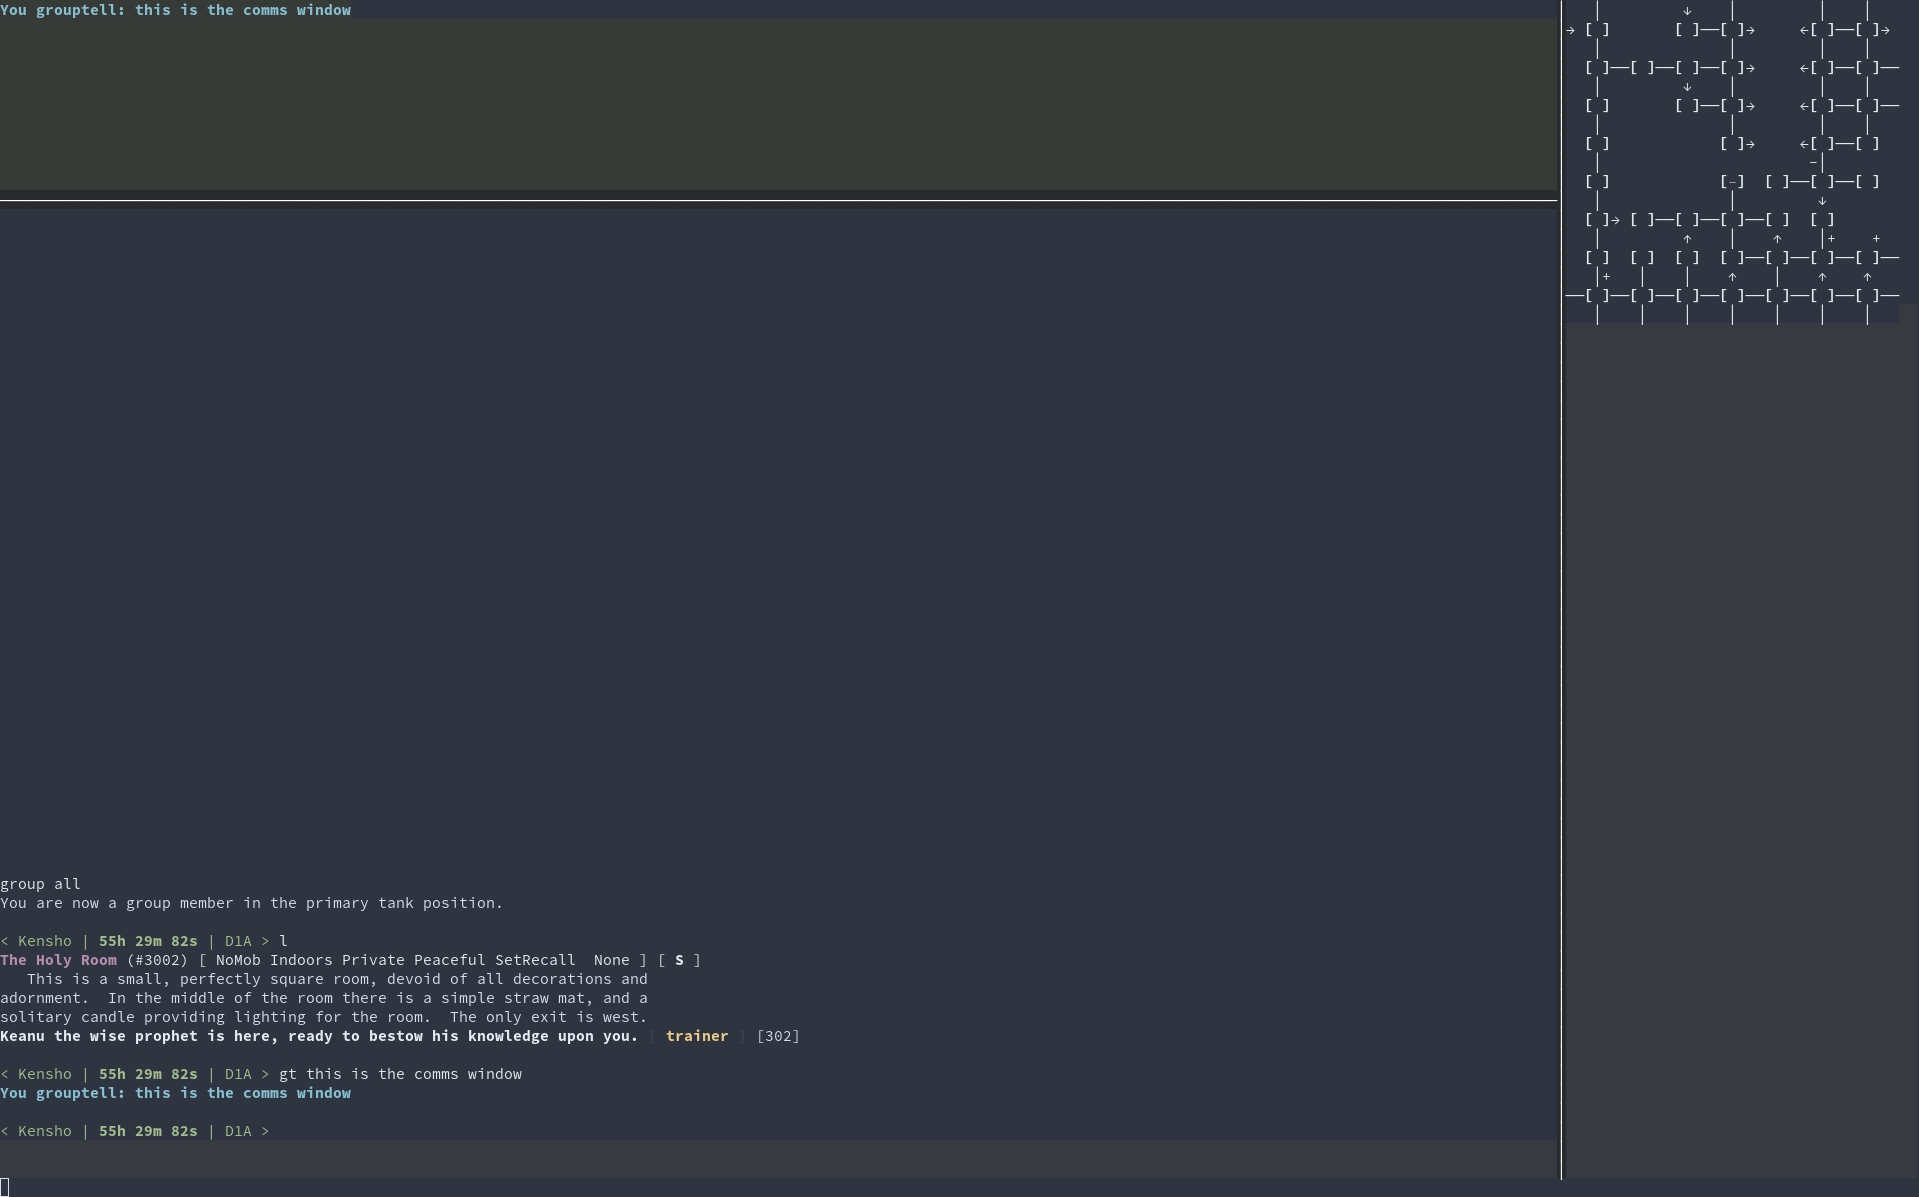 You grouptell: this is the comms window
group all
You are now a group member in the primary tank position.
< Kensho | 55h 29m 82s | D1A > l
The Holy Room (#3002) [ NoMob Indoors Private Peaceful SetRecall  None ] [ S ]
This is a small, perfectly square room, devoid of all decorations and
adornment.  In the middle of the room there is a simple straw mat, and a
solitary candle providing lighting for the room.  The only exit is west.
Keanu the wise prophet is here, ready to bestow his knowledge upon you. [ trainer ] [302]
< Kensho | 55h 29m 82s | D1A > gt this is the comms window
You grouptell: this is the comms window
< Kensho | 55h 29m 82s | D1A >